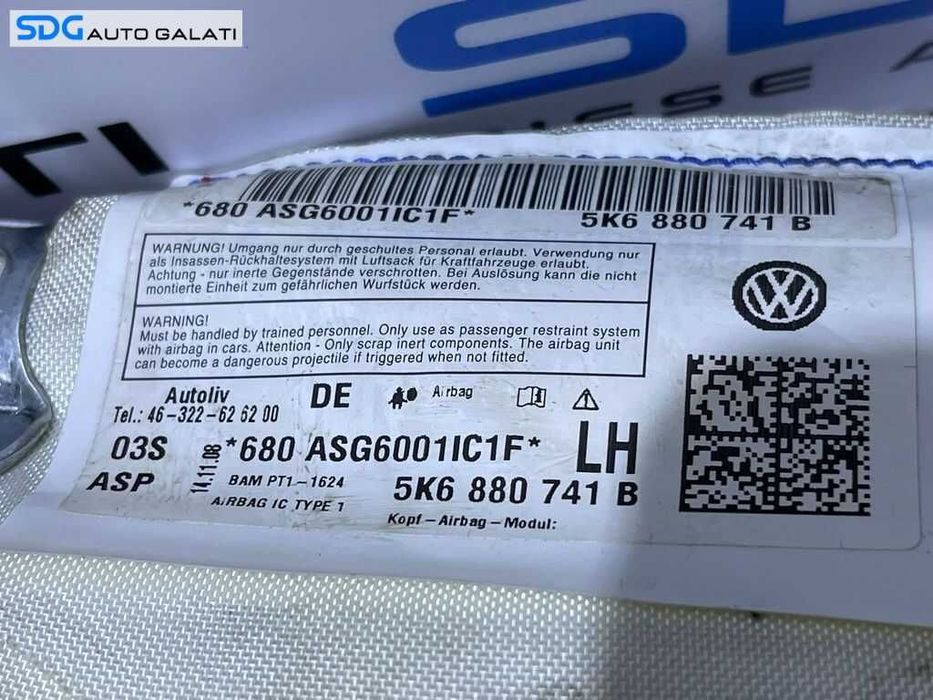 SDG AUTO GALATI
*680 ASG6001IC1F* 5K6 880 741 B
WARNING! Umgang nur durch geschultes Personal erlaubt. Verwendung nur
als Insassen-Rückhaltesystem mit Luftsack für Kraftfahrzeuge erlaubt.
Achtung - nur inerte Gegenstände verschrotten. Bei Auslösung kann die nicht
montierte Einheit zum gefährlichen Wurfstück werden.
WARNING!
Must be handled by trained personnel. Only use as passenger restraint system
with airbag in cars. Attention - Only scrap inert components. The airbag unit
can become a dangerous projectile if triggered when not fitted.
Autoliv DE Airbag
Tel.: 46-322-62 62 00
03S 14.11.08 *680 ASG6001IC1F* LH
ASP BAM PT1-1624 5K6 880 741 B
AIRBAG IC TYPE 1
Kopf-Airbag-Modul: